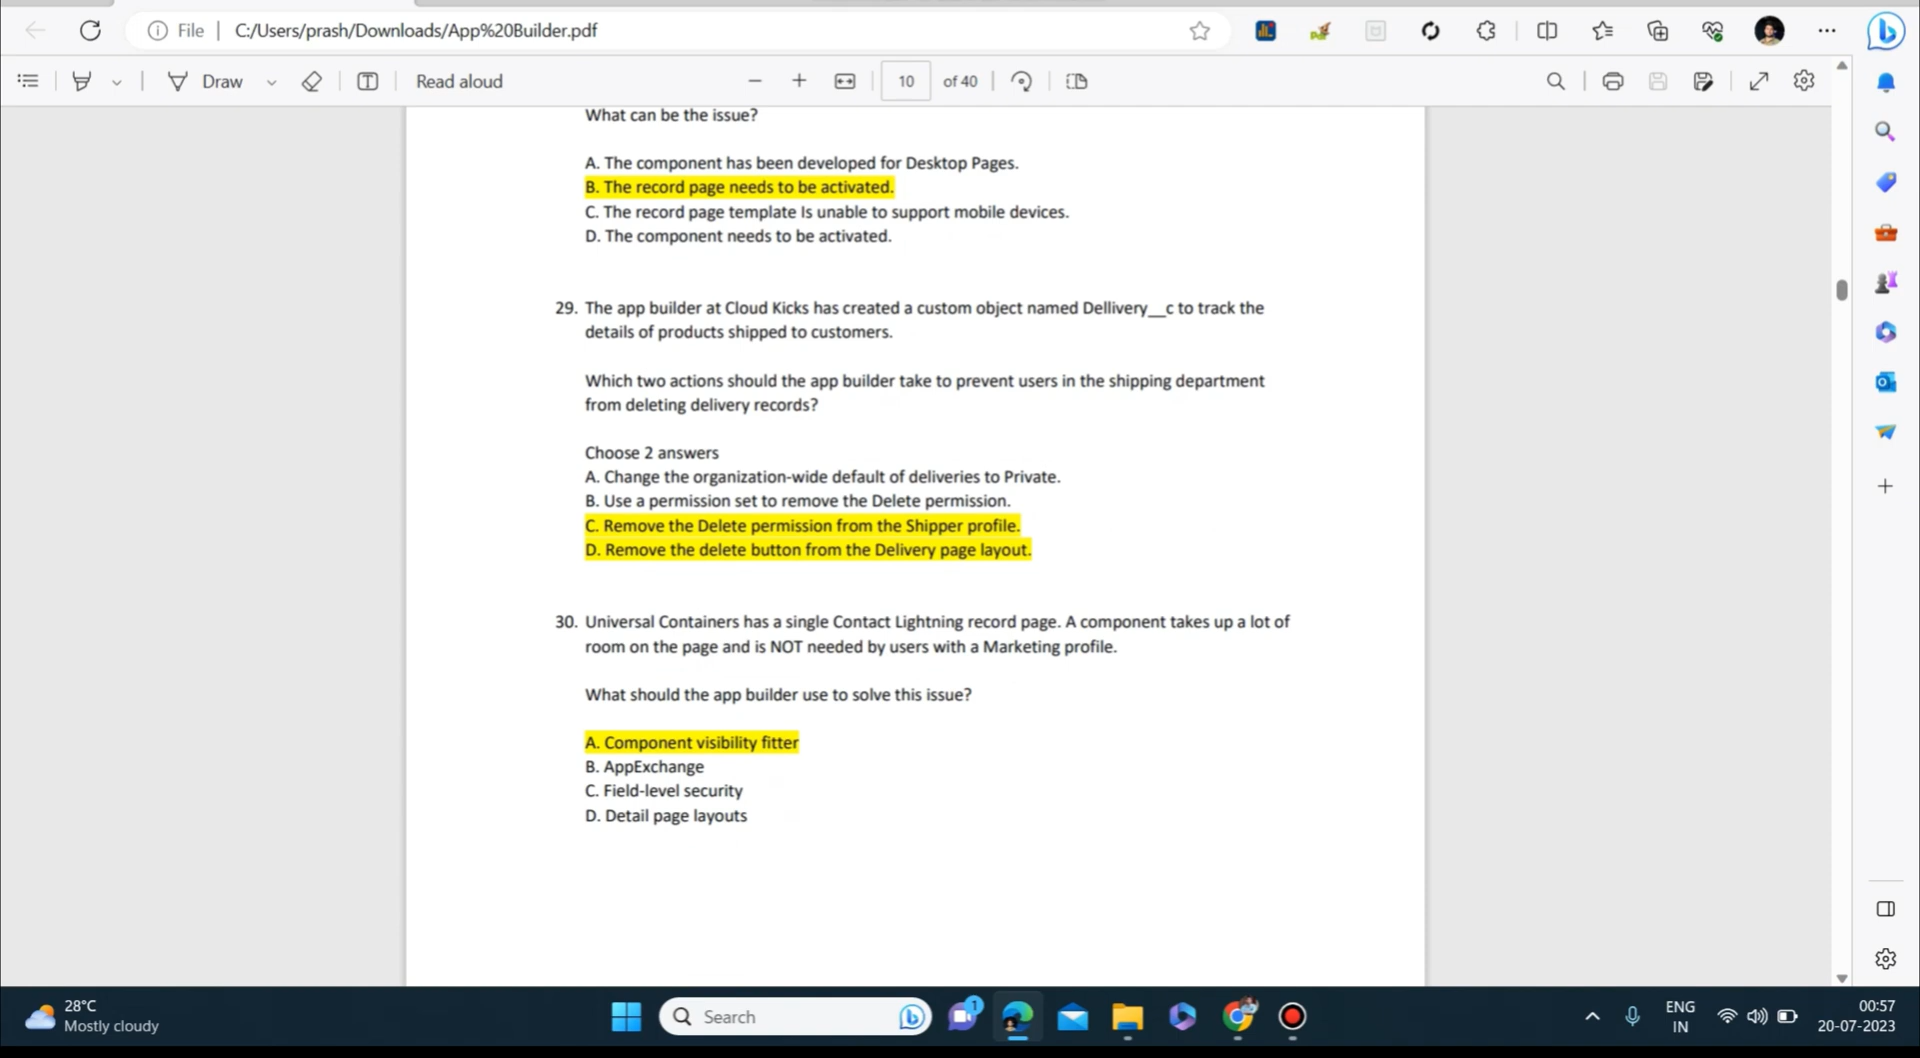 File
C:/Users/prash/Downloads/App%20Builder.pdf
Draw
Read aloud
10
of 40
What can be the issue?
A. The component has been developed for Desktop Pages.
B. The record page needs to be activated.
C. The record page template Is unable to support mobile devices.
D. The component needs to be activated.
29. The app builder at Cloud Kicks has created a custom object named Dellivery__c to track the
details of products shipped to customers.
Which two actions should the app builder take to prevent users in the shipping department
from deleting delivery records?
Choose 2 answers
A. Change the organization-wide default of deliveries to Private.
B. Use a permission set to remove the Delete permission.
C. Remove the Delete permission from the Shipper profile.
D. Remove the delete button from the Delivery page layout.
30. Universal Containers has a single Contact Lightning record page. A component takes up a lot of
room on the page and is NOT needed by users with a Marketing profile.
What should the app builder use to solve this issue?
A. Component visibility fitter
B. AppExchange
C. Field-level security
D. Detail page layouts
28°C
Mostly cloudy
Search
1
ENG
IN
00:57
20-07-2023